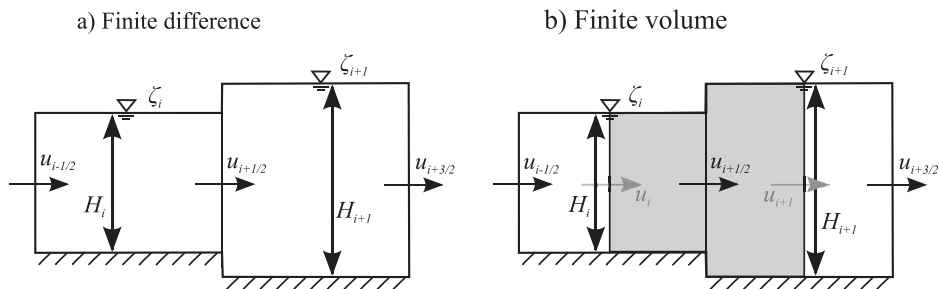 a) Finite difference
b) Finite volume
ζi
ζi+1
ζi
ζi+1
ui-1/2
ui+1/2
ui+3/2
ui-1/2
ui+1/2
ui+3/2
Hi
Hi+1
Hi
ui
ui+1
Hi+1